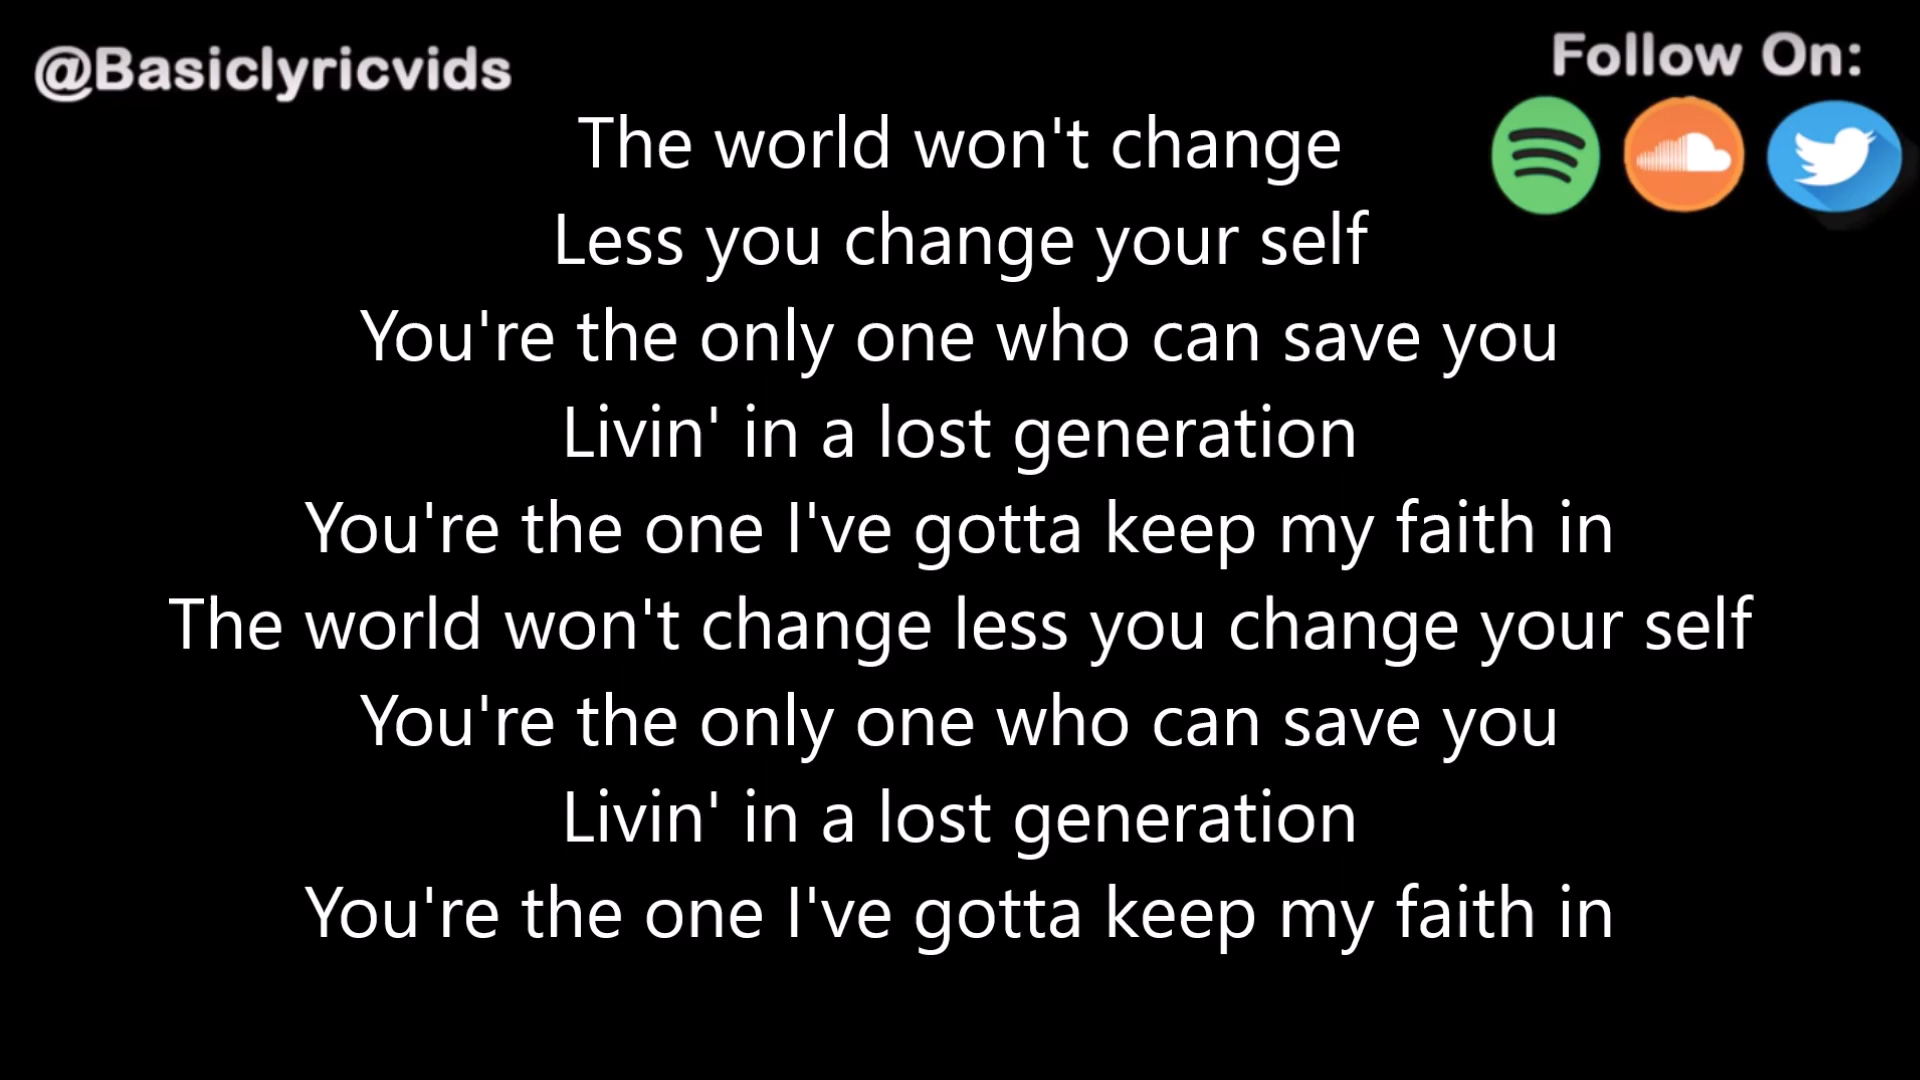 @Basiclyricvids
Follow On:
The world won't change
Less you change your self
You're the only one who can save you
Livin' in a lost generation
You're the one I've gotta keep my faith in
The world won't change less you change your self
You're the only one who can save you
Livin' in a lost generation
You're the one I've gotta keep my faith in